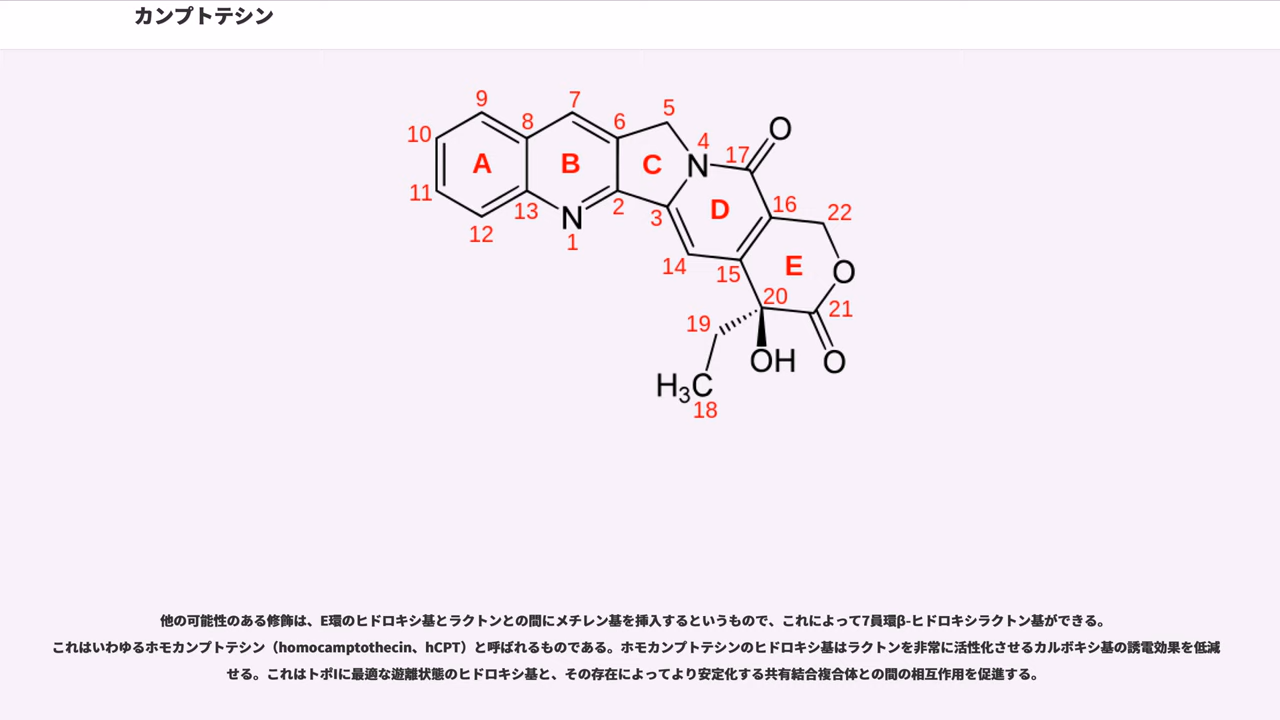 カンプトテシン
9
7
5
10
8
6
4
17
O
A
B
C
N
11
12
13
N
1
2
3
D
16
22
14
15
E
O
20
21
19
OH
O
H3C
18
他の可能性のある修飾は、E環のヒドロキシ基とラクトンとの間にメチレン基を挿入するというもので、これによって7員環β-ヒドロキシラクトン基ができる。
これはいわゆるホモカンプトテシン（homocamptothecin、hCPT）と呼ばれるものである。ホモカンプトテシンのヒドロキシ基はラクトンを非常に活性化させるカルボキシ基の誘電効果を低減
せる。これはトポIに最適な遊離状態のヒドロキシ基と、その存在によってより安定化する共有結合複合体との間の相互作用を促進する。